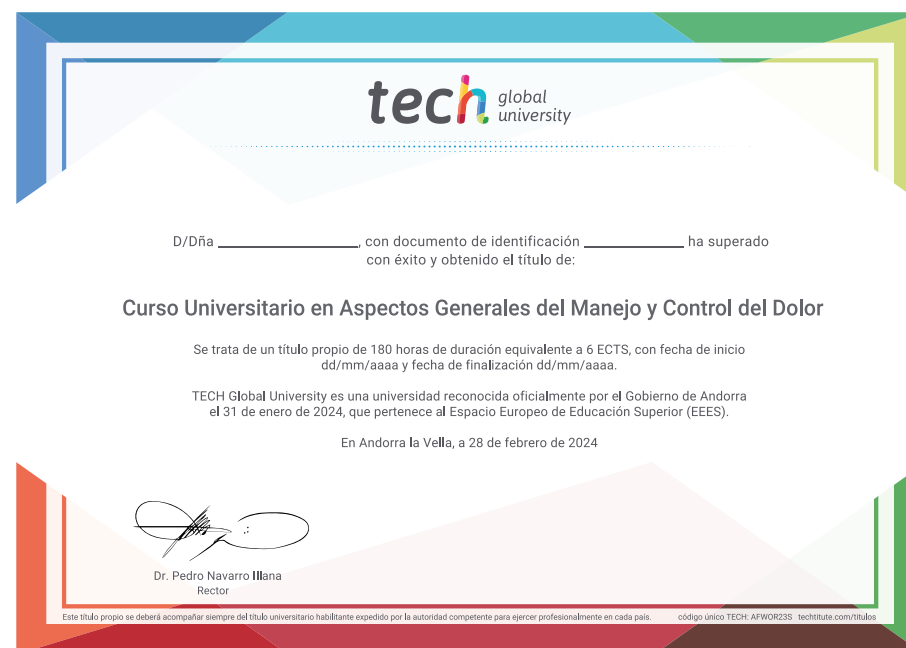 tech global university
D/Dña ____________________, con documento de identificación ______________ ha superado
con éxito y obtenido el título de:
Curso Universitario en Aspectos Generales del Manejo y Control del Dolor
Se trata de un título propio de 180 horas de duración equivalente a 6 ECTS, con fecha de inicio
dd/mm/aaaa y fecha de finalización dd/mm/aaaa.
TECH Global University es una universidad reconocida oficialmente por el Gobierno de Andorra
el 31 de enero de 2024, que pertenece al Espacio Europeo de Educación Superior (EEES).
En Andorra la Vella, a 28 de febrero de 2024
Dr. Pedro Navarro Illana
Rector
Este título propio se deberá acompañar siempre del título universitario habilitante expedido por la autoridad competente para ejercer profesionalmente en cada país. código único TECH: AFWOR23S techtitute.com/titulos